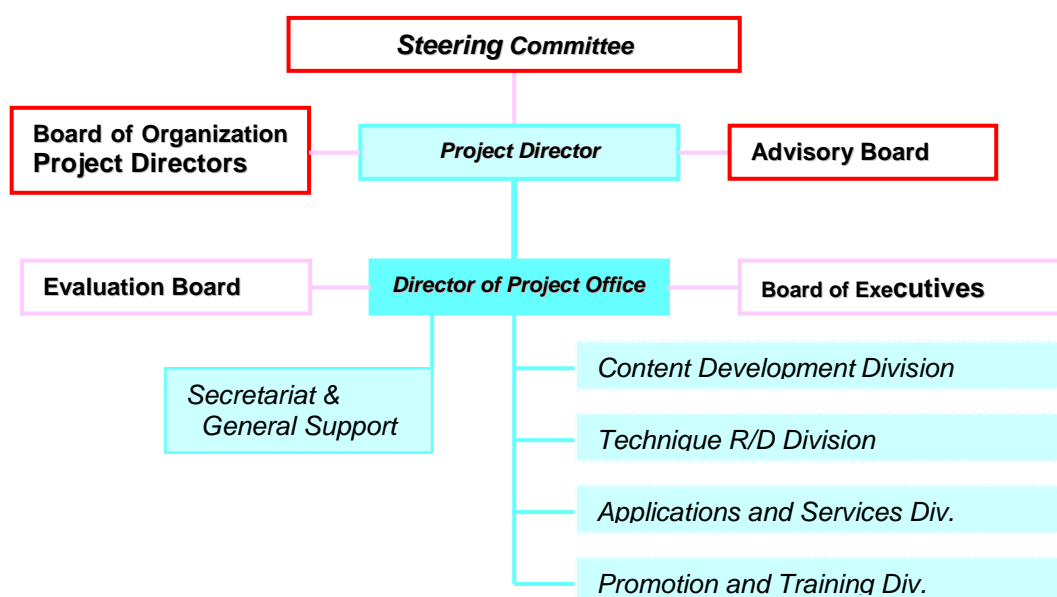 Steering Committee
Board of Organization
Project Directors
Project Director
Advisory Board
Evaluation Board
Director of Project Office
Board of Executives
Secretariat &
General Support
Content Development Division
Technique R/D Division
Applications and Services Div.
Promotion and Training Div.